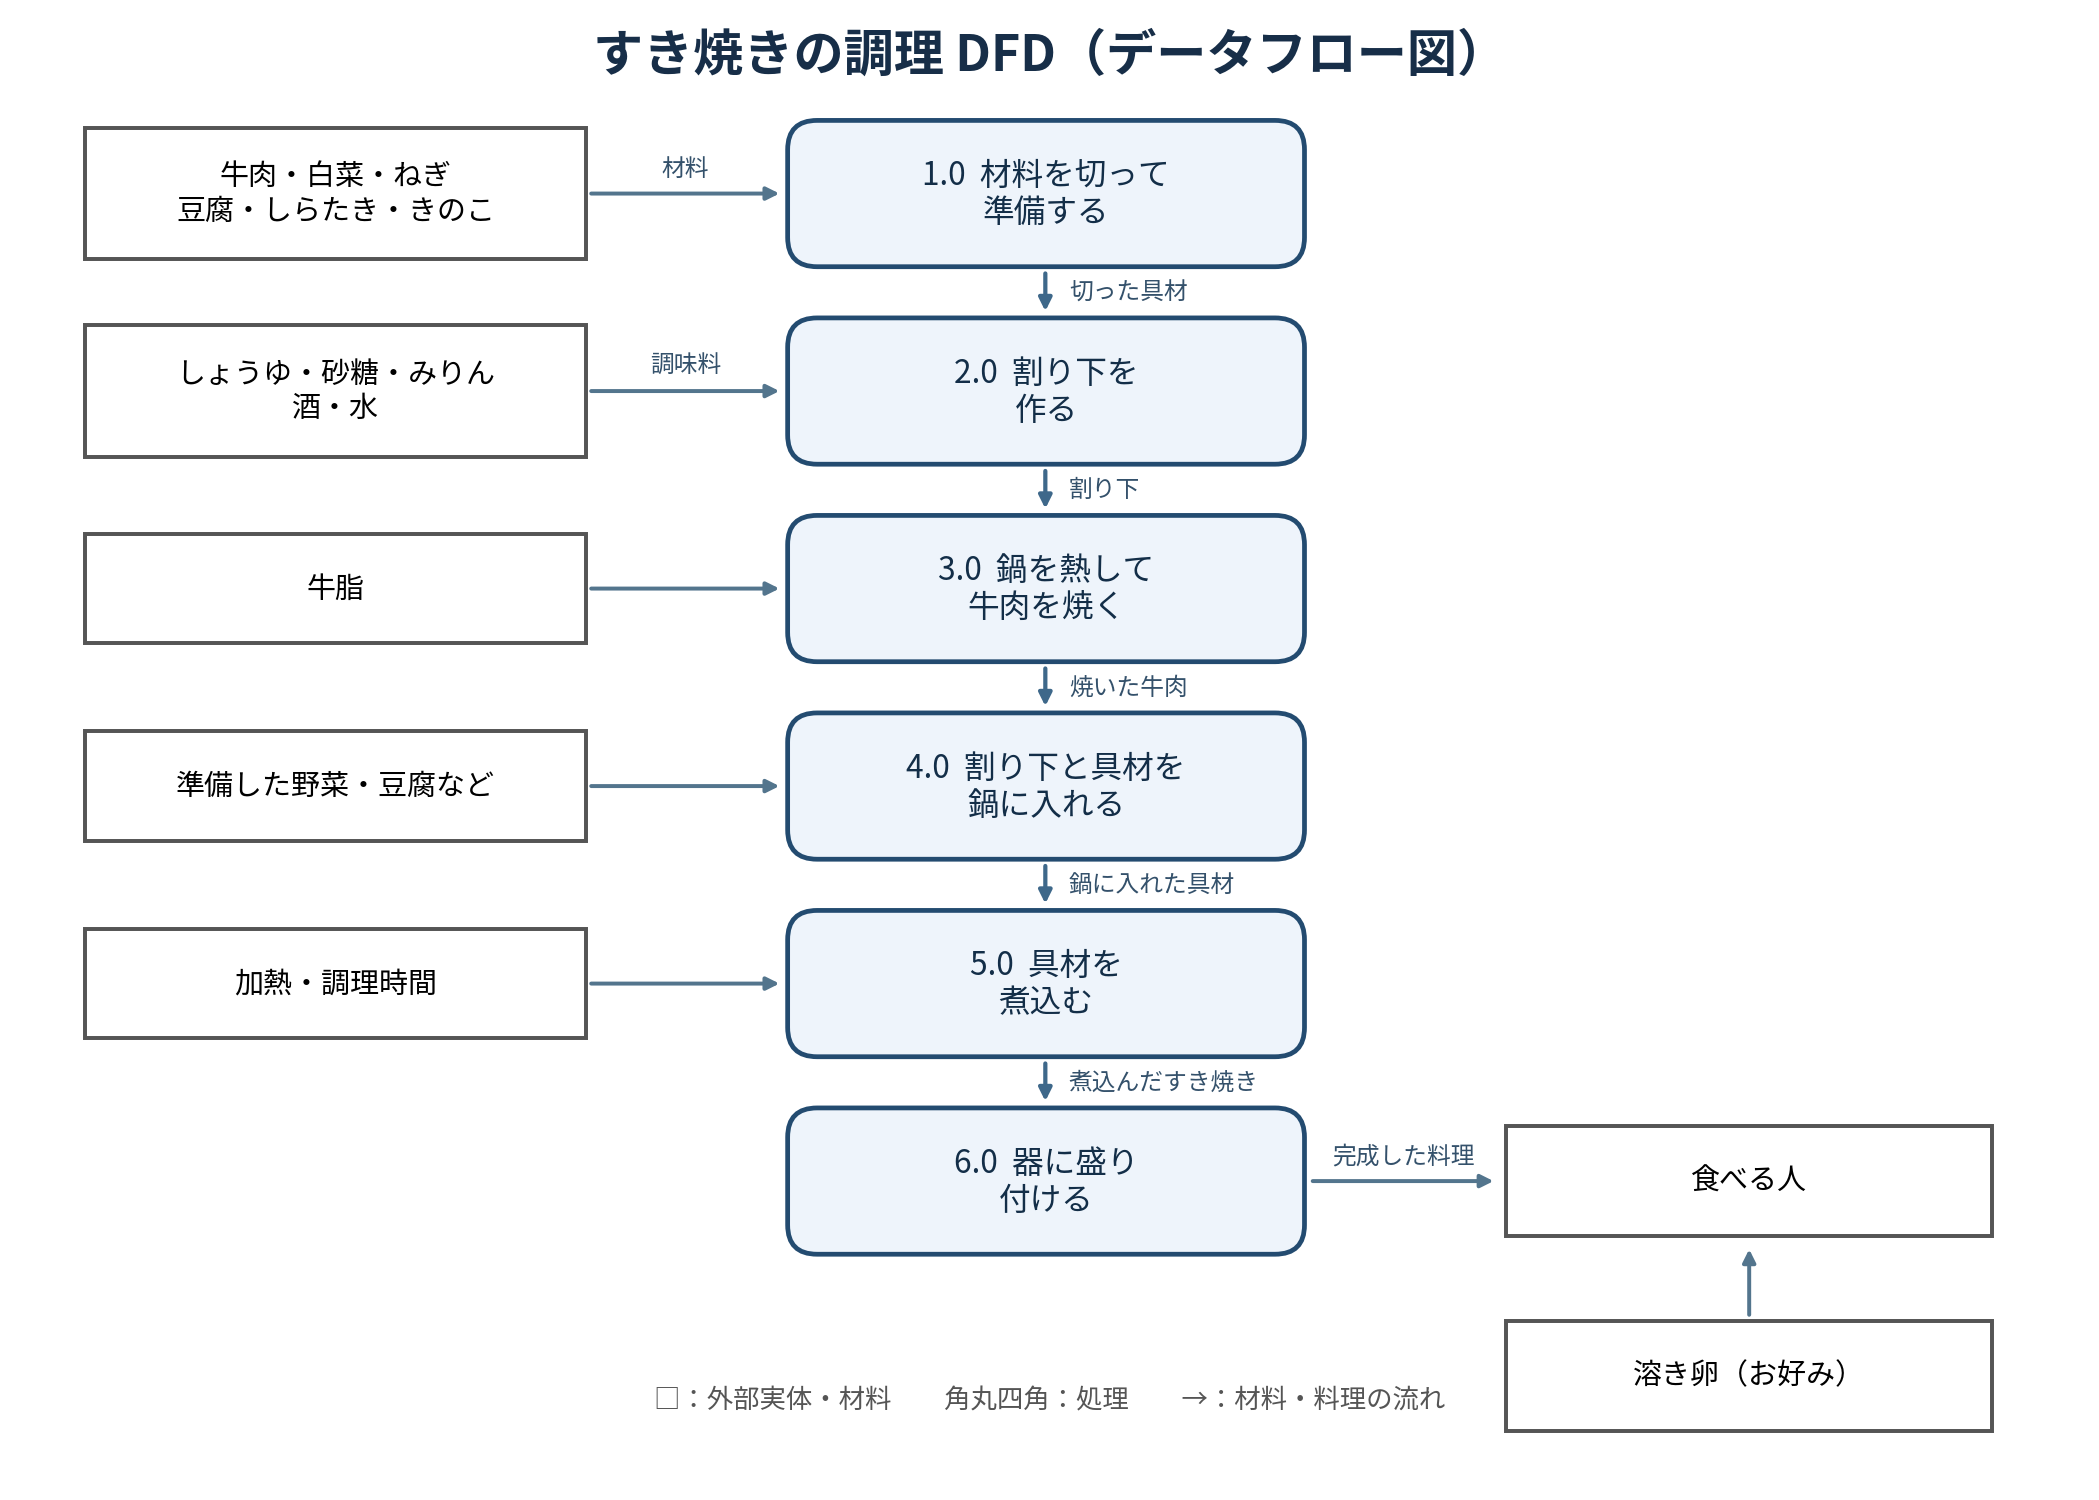 すき焼きの調理 DFD（データフロー図）
牛肉・白菜・ねぎ
豆腐・しらたき・きのこ
材料
1.0 材料を切って
準備する
切った具材
しょうゆ・砂糖・みりん
酒・水
調味料
2.0 割り下を
作る
割り下
牛脂
3.0 鍋を熱して
牛肉を焼く
焼いた牛肉
準備した野菜・豆腐など
4.0 割り下と具材を
鍋に入れる
鍋に入れた具材
加熱・調理時間
5.0 具材を
煮込む
煮込んだすき焼き
6.0 器に盛り
付ける
完成した料理
食べる人
溶き卵（お好み）
□：外部実体・材料　　角丸四角：処理　　→：材料・料理の流れ